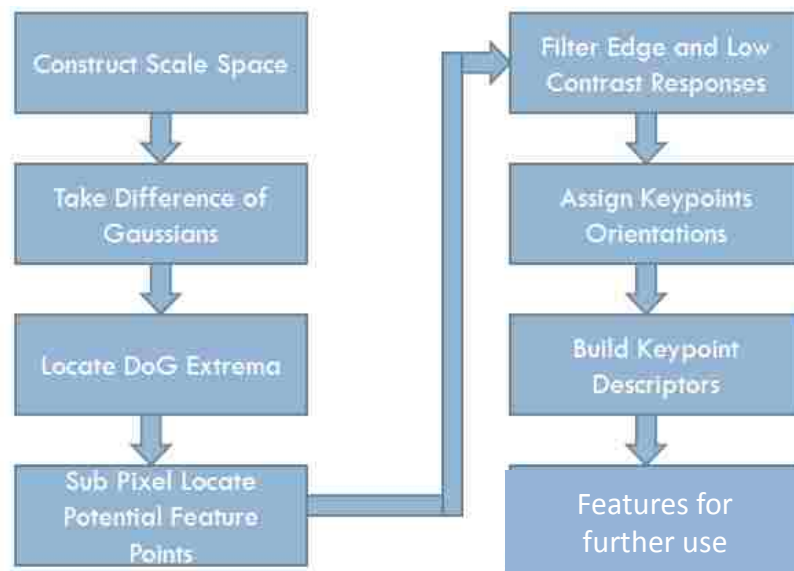 Construct Scale Space
Take Difference of
Gaussians
Locate DoG Extrema
Sub Pixel Locate
Potential Feature
Points
Filter Edge and Low
Contrast Responses
Assign Keypoints
Orientations
Build Keypoint
Descriptors
Features for
further use